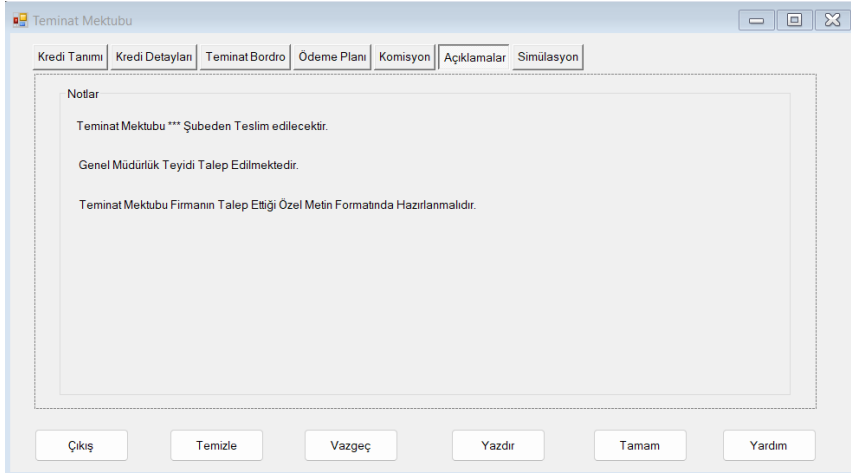 Teminat Mektubu
Kredi Tanımı Kredi Detayları Teminat Bordro Ödeme Planı Komisyon Açıklamalar Simülasyon
Notlar
Teminat Mektubu *** Şubeden Teslim edilecektir.
Genel Müdürlük Teyidi Talep Edilmektedir.
Teminat Mektubu Firmanın Talep Ettiği Özel Metin Formatında Hazırlanmalıdır.
Çıkış Temizle Vazgeç Yazdır Tamam Yardım